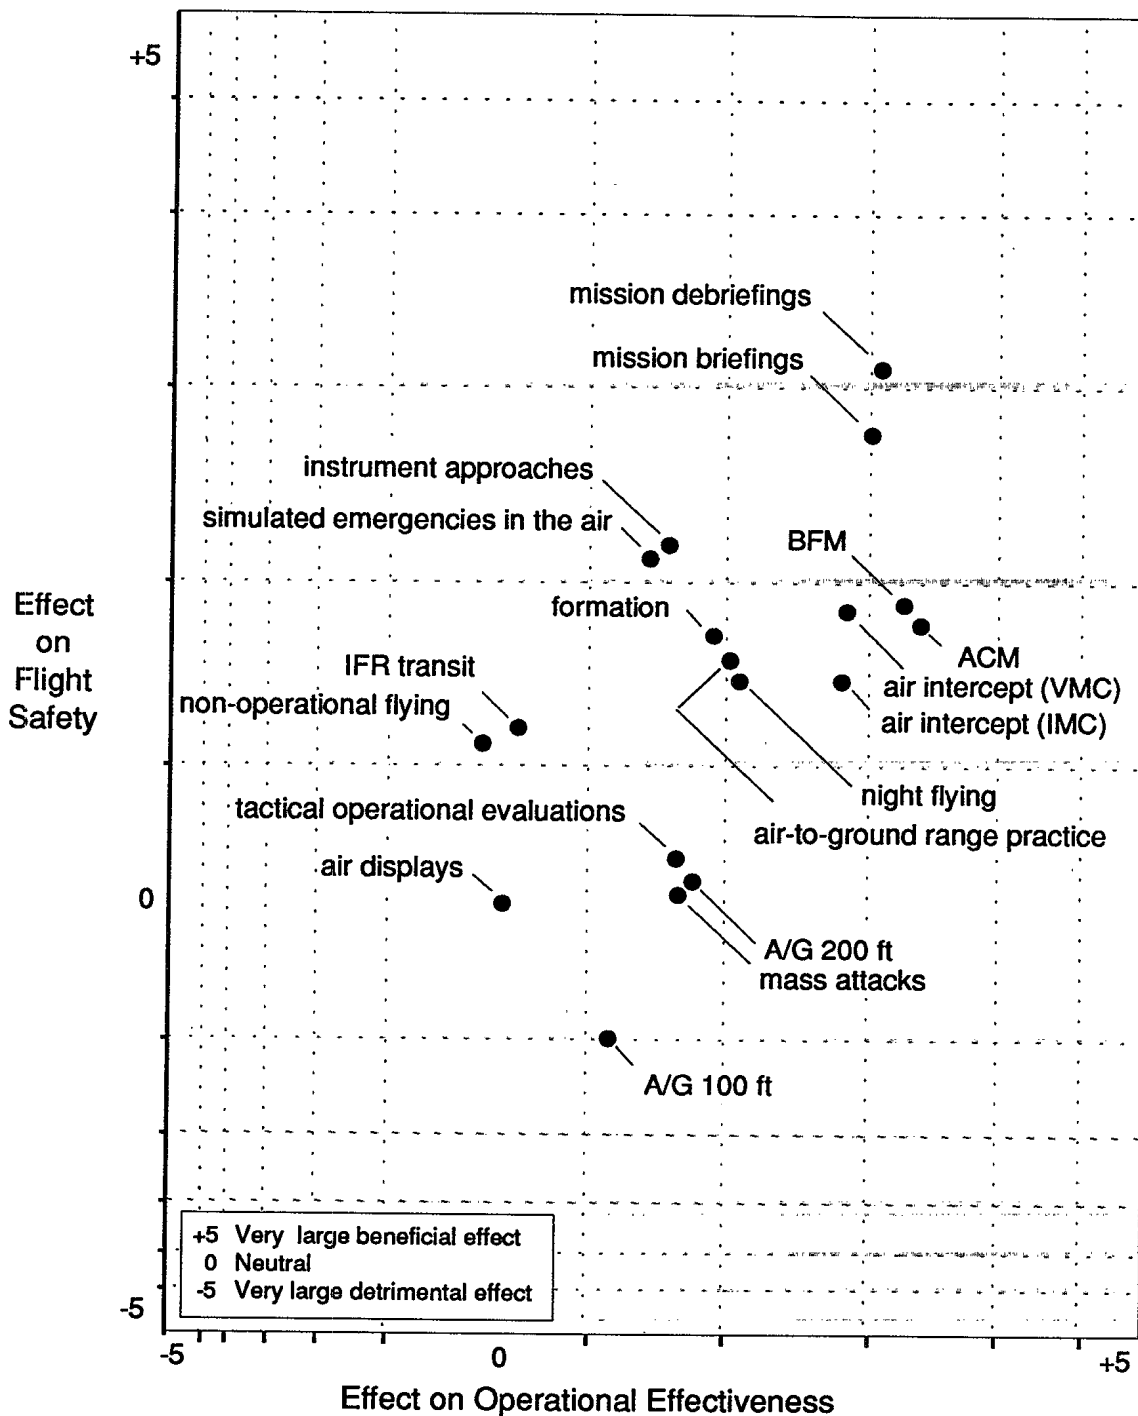 +5
mission debriefings
mission briefings
instrument approaches
simulated emergencies in the air
BFM
Effect
on
Flight
Safety
formation
ACM
IFR transit
air intercept (VMC)
non-operational flying
air intercept (IMC)
night flying
tactical operational evaluations
air-to-ground range practice
air displays
0
A/G 200 ft
mass attacks
A/G 100 ft
+5 Very large beneficial effect
0 Neutral
-5 Very large detrimental effect
-5
-5 0 +5
Effect on Operational Effectiveness